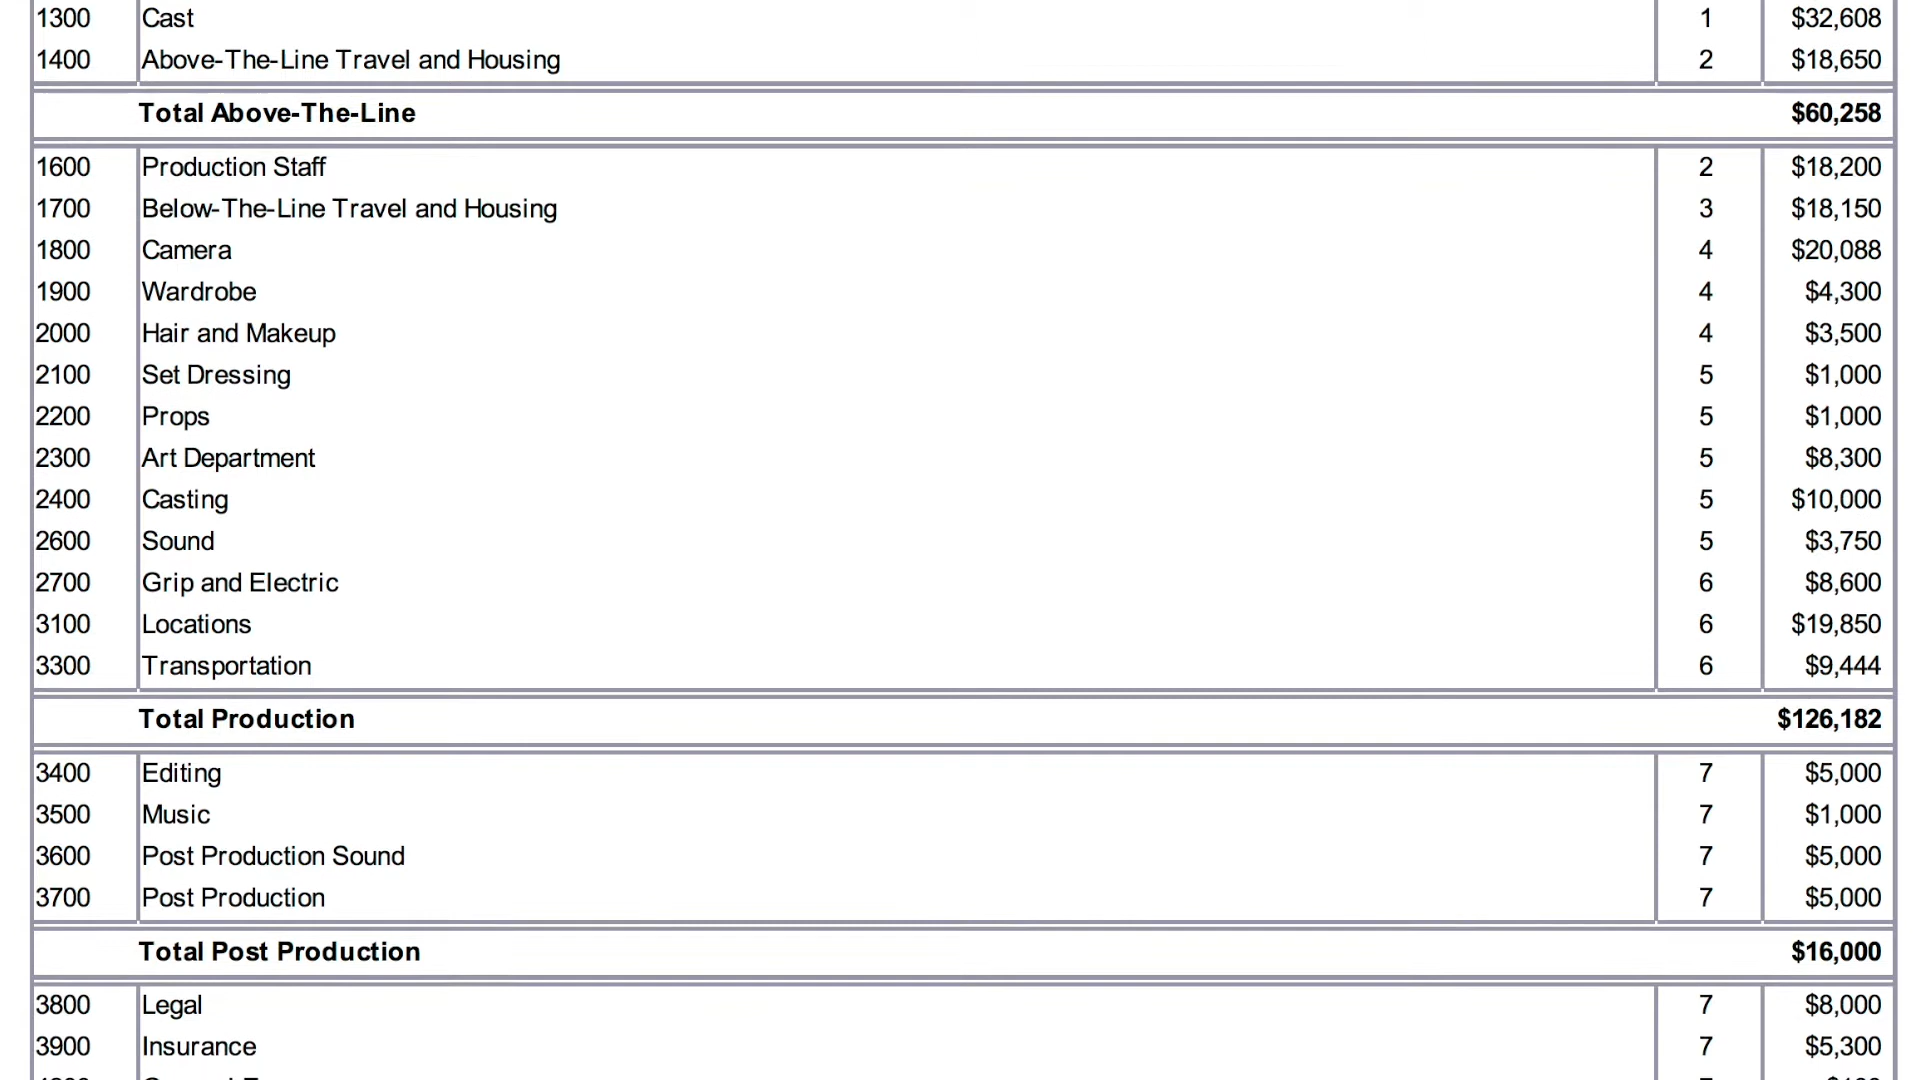 1300 Cast 1 $32,608
1400 Above-The-Line Travel and Housing 2 $18,650
Total Above-The-Line $60,258
1600 Production Staff 2 $18,200
1700 Below-The-Line Travel and Housing 3 $18,150
1800 Camera 4 $20,088
1900 Wardrobe 4 $4,300
2000 Hair and Makeup 4 $3,500
2100 Set Dressing 5 $1,000
2200 Props 5 $1,000
2300 Art Department 5 $8,300
2400 Casting 5 $10,000
2600 Sound 5 $3,750
2700 Grip and Electric 6 $8,600
3100 Locations 6 $19,850
3300 Transportation 6 $9,444
Total Production $126,182
3400 Editing 7 $5,000
3500 Music 7 $1,000
3600 Post Production Sound 7 $5,000
3700 Post Production 7 $5,000
Total Post Production $16,000
3800 Legal 7 $8,000
3900 Insurance 7 $5,300